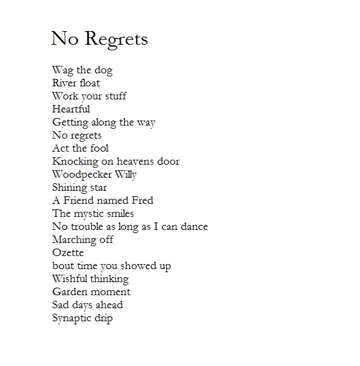 No Regrets
Wag the dog
River float
Work your stuff
Heartful
Getting along the way
No regrets
Act the fool
Knocking on heavens door
Woodpecker Willy
Shining star
A Friend named Fred
The mystic smiles
No trouble as long as I can dance
Marching off
Ozette
bout time you showed up
Wishful thinking
Garden moment
Sad days ahead
Synaptic drip